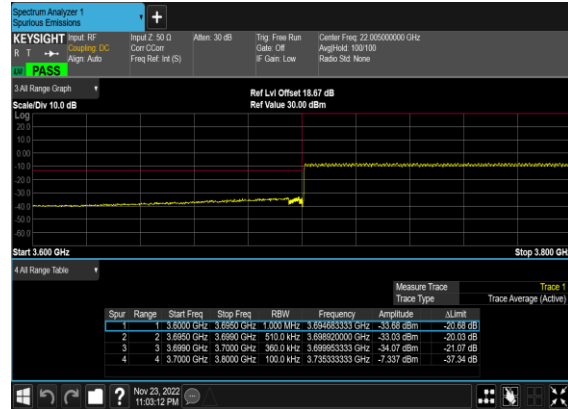 Spectrum Analyzer 1
Spurious Emissions
+
KEYSIGHT Input: RF Input Z: 50 Ω Atten: 30 dB Trig: Free Run Center Freq: 22.005000000 GHz
R T Coupling: DC Corr CCorr Gate: Off Avg|Hold: 100/100
Align: Auto Freq Ref: Int (S) IF Gain: Low Radio Std: None
PASS
3 All Range Graph
Ref Lvl Offset 18.67 dB
Scale/Div 10.0 dB Ref Value 30.00 dBm
Log
20.0
10.0
0.00
-10.0
-20.0
-30.0
-40.0
-50.0
-60.0
Start 3.600 GHz Stop 3.800 GH
4 All Range Table
Measure Trace Trace 1
Trace Type Trace Average (Active)
Spur Range Start Freq Stop Freq RBW Frequency Amplitude ΔLimit
1 1 3.6000 GHz 3.6950 GHz 1.000 MHz 3.694683333 GHz -33.68 dBm -20.68 dB
2 2 3.6950 GHz 3.6990 GHz 510.0 kHz 3.698920000 GHz -33.03 dBm -20.03 dB
3 3 3.6990 GHz 3.7000 GHz 360.0 kHz 3.699953333 GHz -34.07 dBm -21.07 dB
4 4 3.7000 GHz 3.8000 GHz 100.0 kHz 3.735333333 GHz -7.337 dBm -37.34 dB
?
Nov 23, 2022
11:03:12 PM